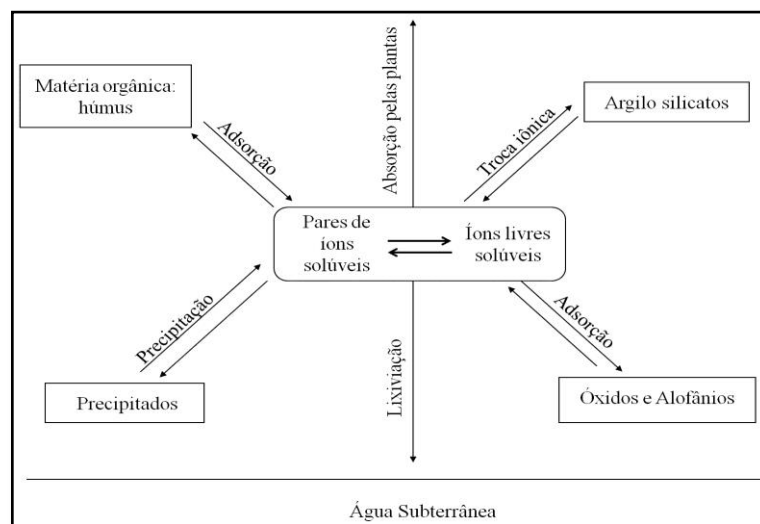 Matéria orgânica:
húmus
Adsorção
Absorção pelas plantas
Troca iônica
Argilo silicatos
Pares de
íons
solúveis
Íons livres
solúveis
Precipitação
Precipitados
Lixiviação
Adsorção
Óxidos e Alofânios
Água Subterrânea